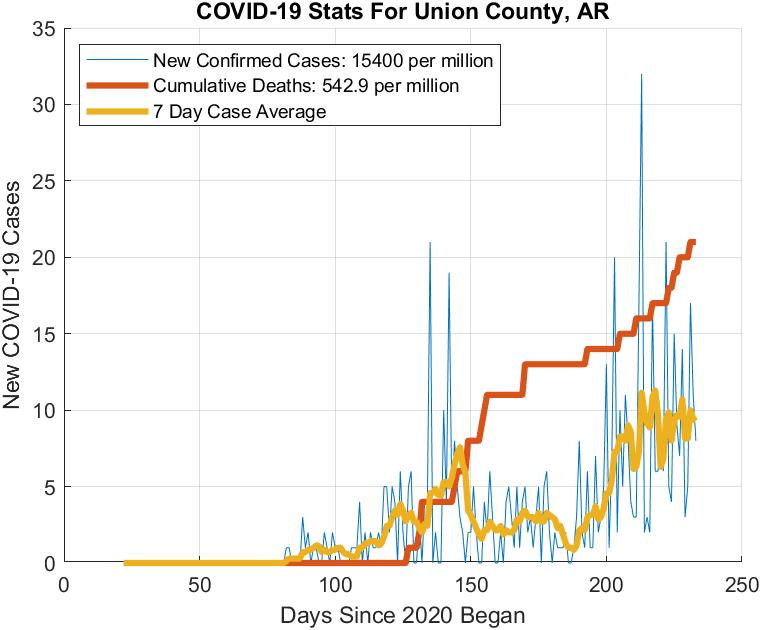 COVID-19 Stats For Union County, AR
New Confirmed Cases: 15400 per million
Cumulative Deaths: 542.9 per million
7 Day Case Average
New COVID-19 Cases
35
30
25
20
15
10
5
0
0 50 100 150 200 250
Days Since 2020 Began